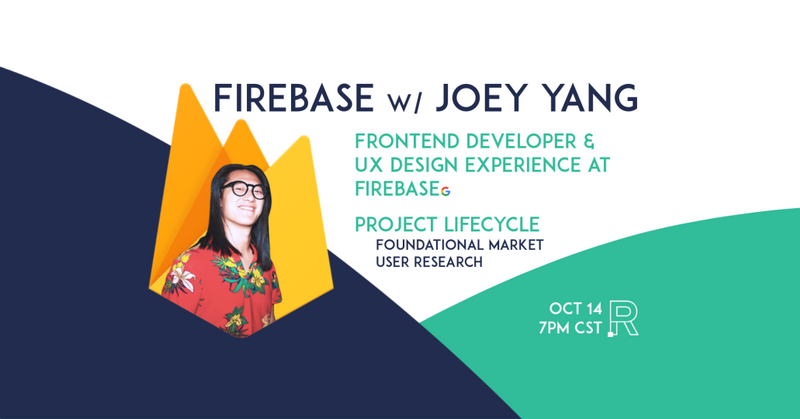 FIREBASE W/ JOEY YANG
FRONTEND DEVELOPER &
UX DESIGN EXPERIENCE AT
FIREBASE
PROJECT LIFECYCLE
FOUNDATIONAL MARKET
USER RESEARCH
OCT 14
7PM CST
R